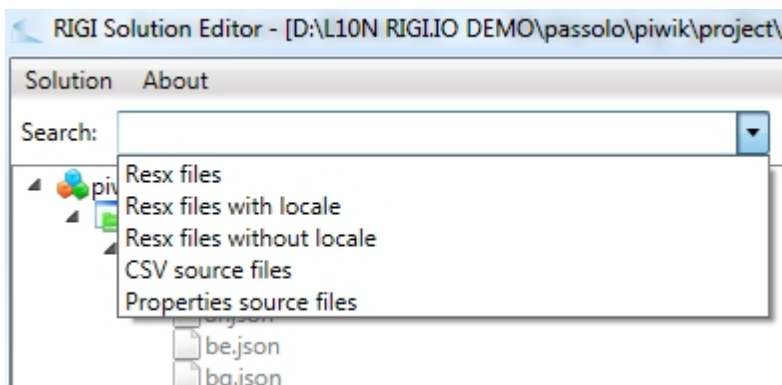 RIGI Solution Editor - [D:\L10N RIGI.IO DEMO\passolo\piwik\project\
Solution About
Search:
Resx files
Resx files with locale
Resx files without locale
CSV source files
Properties source files
be.json
bg.json